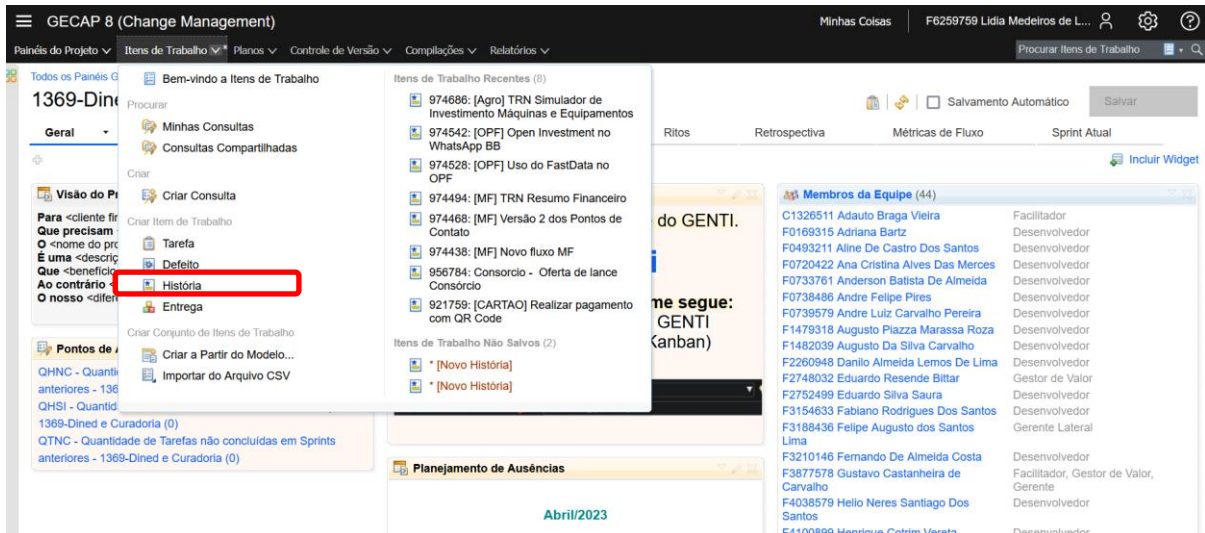 GECAP 8 (Change Management)
Minhas Coisas
F6259759 Lidia Medeiros de L...
Painéis do Projeto
Itens de Trabalho
Planos
Controle de Versão
Compilações
Relatórios
Procurar Itens de Trabalho
Todos os Painéis G
1369-Dine
Salvamento Automático
Salvar
Geral
Ritos
Retrospectiva
Métricas de Fluxo
Sprint Atual
Incluir Widget
Bem-vindo a Itens de Trabalho
Procurar
Minhas Consultas
Consultas Compartilhadas
Criar
Criar Consulta
Criar Item de Trabalho
Tarefa
Defeito
História
Entrega
Criar Conjunto de Itens de Trabalho
Criar a Partir do Modelo...
Importar do Arquivo CSV
Itens de Trabalho Recentes (8)
974686: [Agro] TRN Simulador de
Investimento Máquinas e Equipamentos
974542: [OPF] Open Investment no
WhatsApp BB
974528: [OPF] Uso do FastData no
OPF
974494: [MF] TRN Resumo Financeiro
974468: [MF] Versão 2 dos Pontos de
Contato
974438: [MF] Novo fluxo MF
956784: Consorcio - Oferta de lance
Consórcio
921759: [CARTAO] Realizar pagamento
com QR Code
Itens de Trabalho Não Salvos (2)
* [Novo História]
* [Novo História]
Visão do Pr
Para <cliente fin
Que precisam
O <nome do pro
É uma <descriç
Que <benefício
Ao contrário <
O nosso <difer
Pontos de
QHNC - Quanti
anteriores - 136
QHSI - Quantid
1369-Dined e Curadoria (0)
QTNC - Quantidade de Tarefas não concluídas em Sprints
anteriores - 1369-Dined e Curadoria (0)
do GENTI.
me segue:
GENTI
Kanban)
Planejamento de Ausências
Abril/2023
Membros da Equipe (44)
C1326511 Adauto Braga Vieira Facilitador
F0169315 Adriana Bartz Desenvolvedor
F0493211 Aline De Castro Dos Santos Desenvolvedor
F0720422 Ana Cristina Alves Das Merces Desenvolvedor
F0733761 Anderson Batista De Almeida Desenvolvedor
F0738486 Andre Felipe Pires Desenvolvedor
F0739579 Andre Luiz Carvalho Pereira Desenvolvedor
F1479318 Augusto Piazza Marassa Roza Desenvolvedor
F1482039 Augusto Da Silva Carvalho Desenvolvedor
F2260948 Danilo Almeida Lemos De Lima Desenvolvedor
F2748032 Eduardo Resende Bittar Gestor de Valor
F2752499 Eduardo Silva Saura Desenvolvedor
F3154633 Fabiano Rodrigues Dos Santos Desenvolvedor
F3188436 Felipe Augusto dos Santos Gerente Lateral
Lima
F3210146 Fernando De Almeida Costa Desenvolvedor
F3877578 Gustavo Castanheira de Facilitador, Gestor de Valor,
Carvalho Gerente
F4038579 Helio Neres Santiago Dos Desenvolvedor
Santos
F4100899 Henrique Cotrim Vereta Desenvolvedor